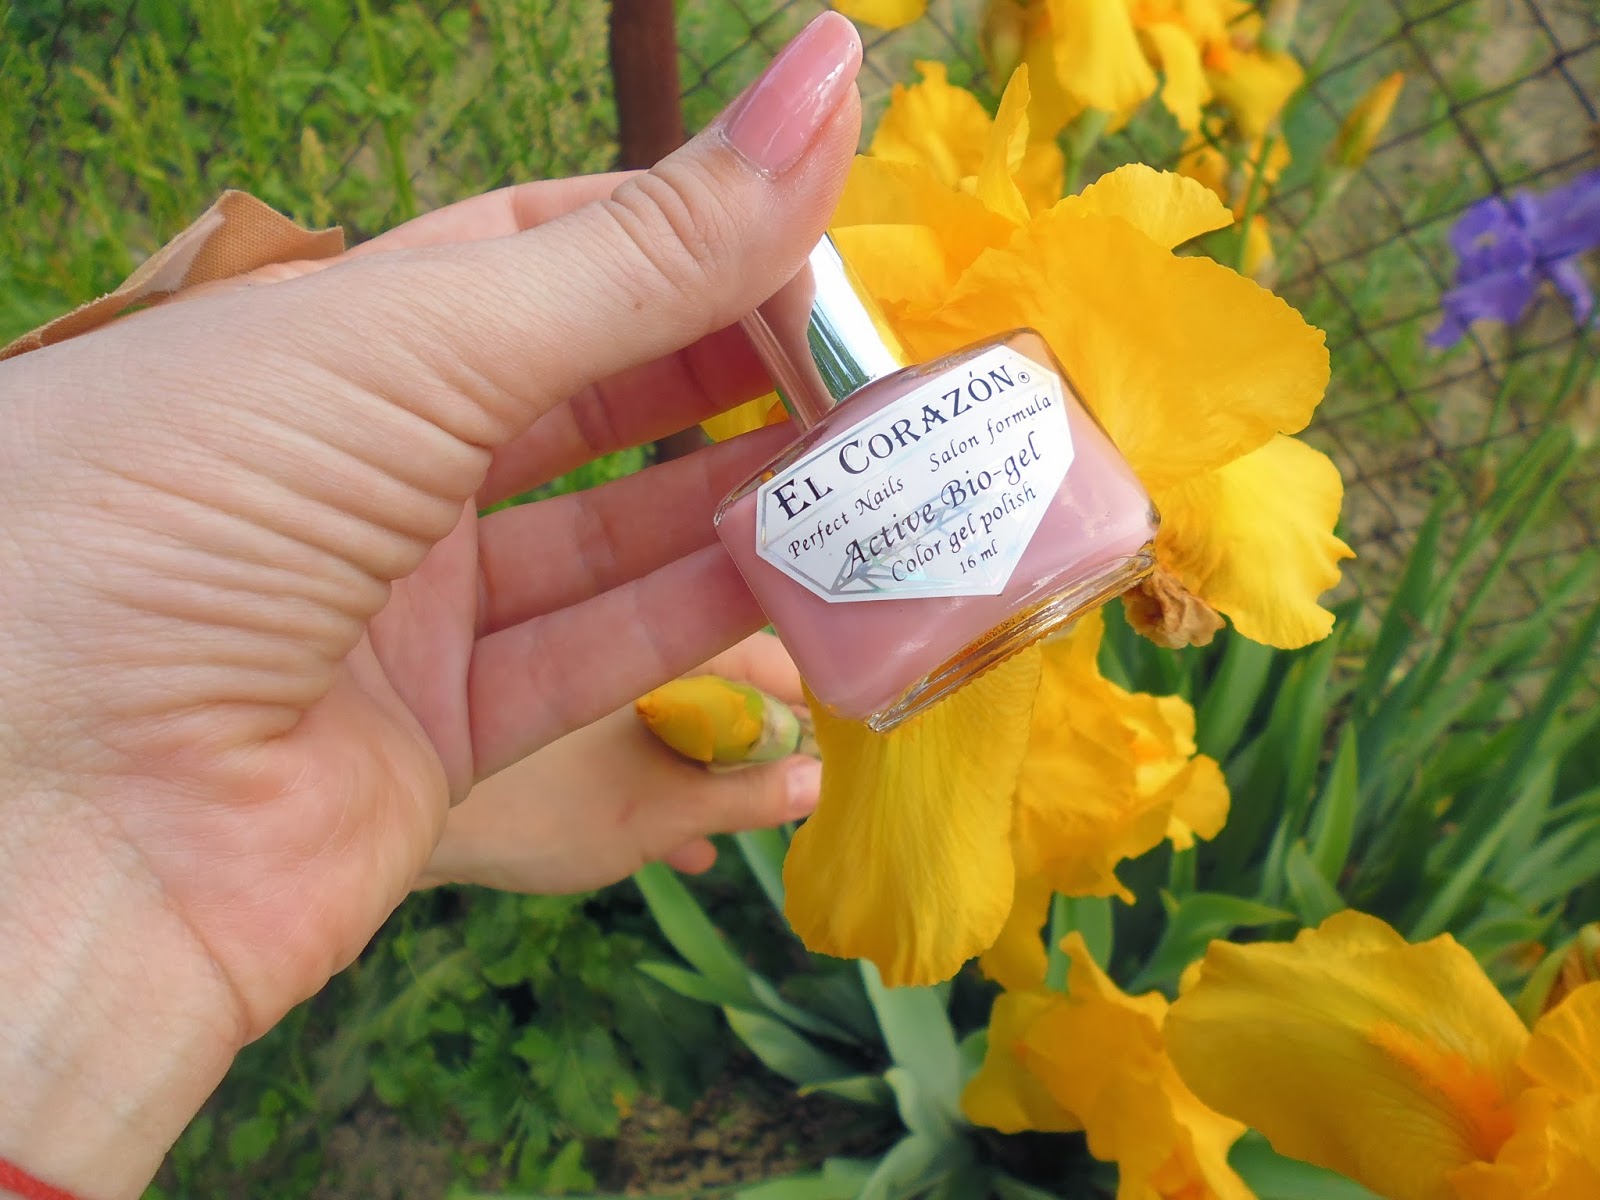 EL CORAZÓN®
Perfect Nails Salon formula
Active Bio-gel
Color gel polish
16 ml